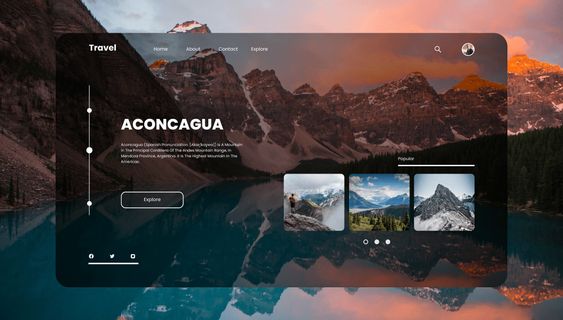 Travel
Home
About
Contact
Explore
ACONCAGUA
Aconcagua (Spanish Pronunciation: [akoŋˈkaɣwa]) Is A Mountain
In The Principal Cordillera Of The Andes Mountain Range, In
Mendoza Province, Argentina. It Is The Highest Mountain In The
Americas.
Popular
Explore